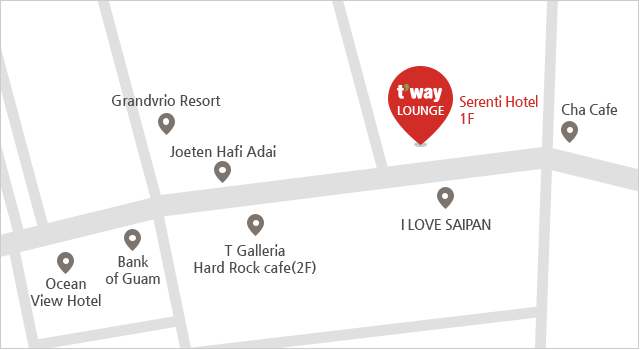 Grandvrio Resort
Joeten Hafi Adai
t'way
LOUNGE
Serenti Hotel
1F
Cha Cafe
I LOVE SAIPAN
T Galleria
Hard Rock cafe(2F)
Bank
of Guam
Ocean
View Hotel